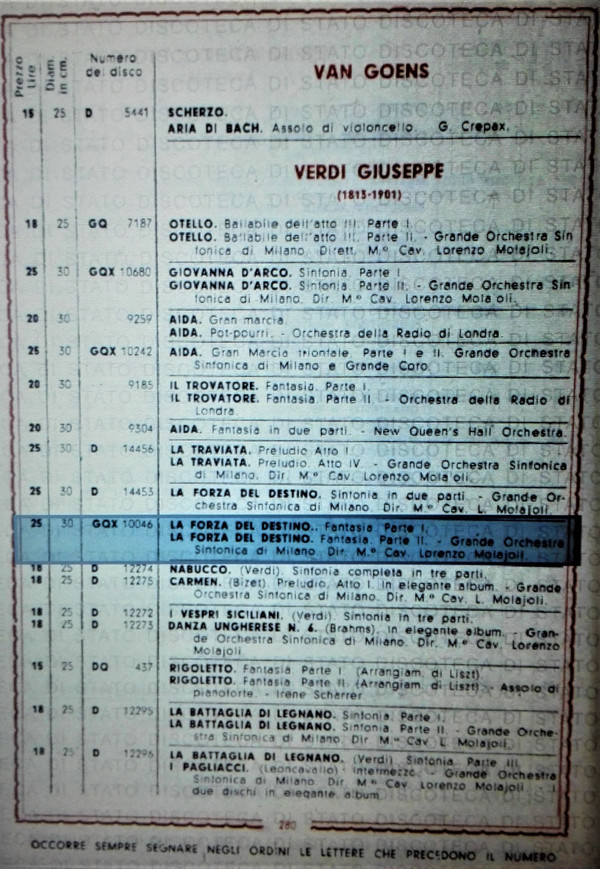 Prezzo Lire Diam. in cm. Numero del disco
VAN GOENS
15 25 D 5441 SCHERZO.
ARIA DI BACH. Assolo di violoncello. G. Crepax.
VERDI GIUSEPPE
(1813-1901)
18 25 GQ 7187 OTELLO. Ballabile dell'atto III. Parte I.
OTELLO. Ballabile dell'atto III. Parte II. - Grande Orchestra Sin
fonica di Milano. Dirett. M.º Cav. Lorenzo Molajoli.
25 30 GQX 10680 GIOVANNA D'ARCO. Sinfonia. Parte I.
GIOVANNA D'ARCO. Sinfonia. Parte II. - Grande Orchestra Sin
fonica di Milano. Dir. M.º Cav. Lorenzo Molajoli.
20 30 9259 AIDA. Gran marcia.
AIDA. Pot-pourri. - Orchestra della Radio di Londra.
25 30 GQX 10242 AIDA. Gran Marcia trionfale. Parte I e II. Grande Orchestra
Sinfonica di Milano e Grande Coro.
20 30 9185 IL TROVATORE. Fantasia. Parte I.
IL TROVATORE. Fantasia. Parte II. - Orchestra della Radio di
Londra.
20 30 9304 AIDA. Fantasia in due parti. - New Queen's Hall Orchestra.
25 30 D 14456 LA TRAVIATA. Preludio Atto I.
LA TRAVIATA. Preludio. Atto IV. - Grande Orchestra Sinfonica
di Milano. Dir. M.º Cav. Lorenzo Molajoli.
25 30 D 14453 LA FORZA DEL DESTINO. Sinfonia in due parti. - Grande Or-
chestra Sinfonica di Milano. Dir. M.º Cav. L. Molajoli.
25 30 GQX 10046 LA FORZA DEL DESTINO.. Fantasia. Parte I.
LA FORZA DEL DESTINO. Fantasia. Parte II. - Grande Orchestra
Sinfonica di Milano. Dir. M.º Cav. Lorenzo Molajoli.
18 25 D 12274 NABUCCO. (Verdi). Sinfonia completa in tre parti.
18 25 D 12275 CARMEN. (Bizet). Preludio. Atto I. In elegante album. - Grande
Orchestra Sinfonica di Milano. Dir. M.º Cav. L. Molajoli.
18 25 D 12272 I VESPRI SICILIANI. (Verdi). Sinfonia in tre parti.
18 25 D 12273 DANZA UNGHERESE N. 6. (Brahms). In elegante album. - Gran-
de Orchestra Sinfonica di Milano. Dir. M.º Cav. Lorenzo
Molajoli.
15 25 DQ 437 RIGOLETTO. Fantasia Parte I. (Arrangiam. di Liszt)
RIGOLETTO. Fantasia Parte II. (Arrangiam. di Liszt) - Assolo di
pianoforte. - Irene Scharrer.
18 25 D 12295 LA BATTAGLIA DI LEGNANO. Sinfonia. Parte I.
LA BATTAGLIA DI LEGNANO. Sinfonia. Parte II. - Grande Orche-
stra Sinfonica di Milano. Dir. M.º Cav. L. Molajoli.
18 25 D 12296 LA BATTAGLIA DI LEGNANO. (Verdi). Sinfonia. Parte III.
I PAGLIACCI. (Leoncavallo) - Intermezzo. - Grande Orchestra
Sinfonica di Milano. Dir. M.º Cav. Lorenzo Molajoli
due dischi in elegante album.
280
OCCORRE SEMPRE SEGNARE NEGLI ORDINI LE LETTERE CHE PRECEDONO IL NUMERO
DISCOTECA DI STATO